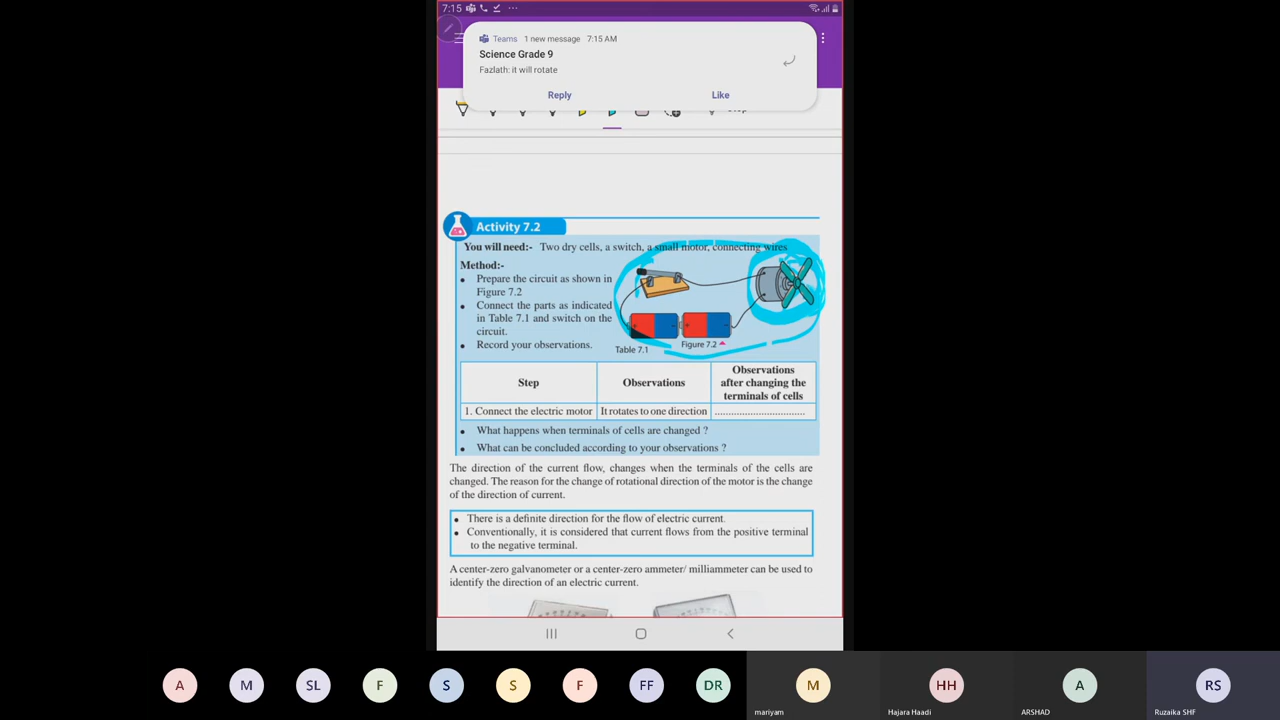 7:15
Teams 1 new message 7:15 AM
Science Grade 9
Fazlath: it will rotate
Reply Like
Activity 7.2
You will need:- Two dry cells, a switch, a small motor, connecting wires
Method:-
• Prepare the circuit as shown in
Figure 7.2
• Connect the parts as indicated
in Table 7.1 and switch on the
circuit.
• Record your observations.
Table 7.1
Figure 7.2
Step Observations Observations
after changing the
terminals of cells
1. Connect the electric motor It rotates to one direction ................................
• What happens when terminals of cells are changed ?
• What can be concluded according to your observations ?
The direction of the current flow, changes when the terminals of the cells are
changed. The reason for the change of rotational direction of the motor is the change
of the direction of current.
• There is a definite direction for the flow of electric current.
• Conventionally, it is considered that current flows from the positive terminal
to the negative terminal.
A center-zero galvanometer or a center-zero ammeter/ milliammeter can be used to
identify the direction of an electric current.
A M SL F S S F FF DR M HH A RS
mariyam Hajara Haadi ARSHAD Ruzaika SHF